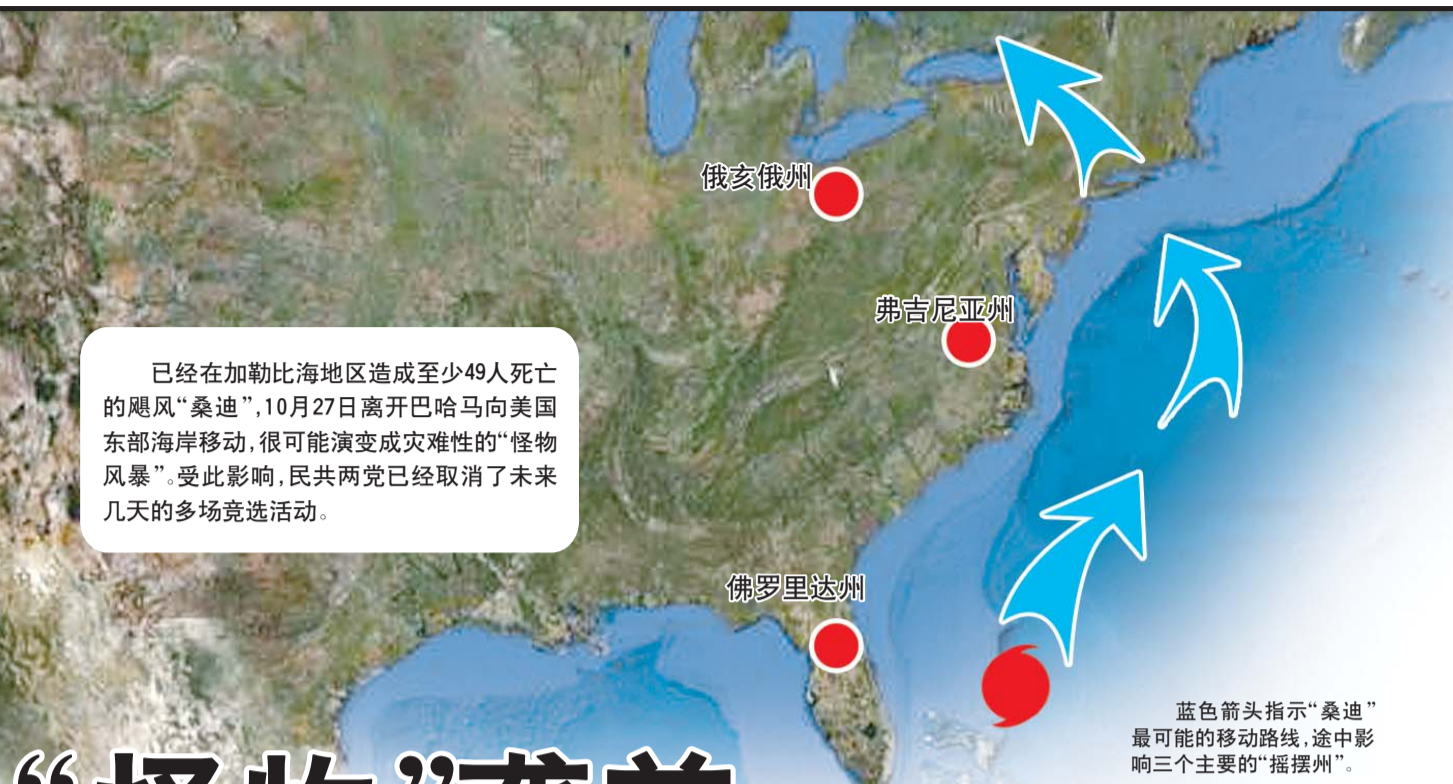 俄亥俄州
弗吉尼亚州
已经在加勒比海地区造成至少49人死亡
的飓风“桑迪”,10月27日离开巴哈马向美国
东部海岸移动,很可能演变成灾难性的“怪物
风暴”。受此影响,民共两党已经取消了未来
几天的多场竞选活动。
佛罗里达州
蓝色箭头指示“桑迪”
最可能的移动路线,途中影
响三个主要的“摇摆州”。
“怪物”袭美